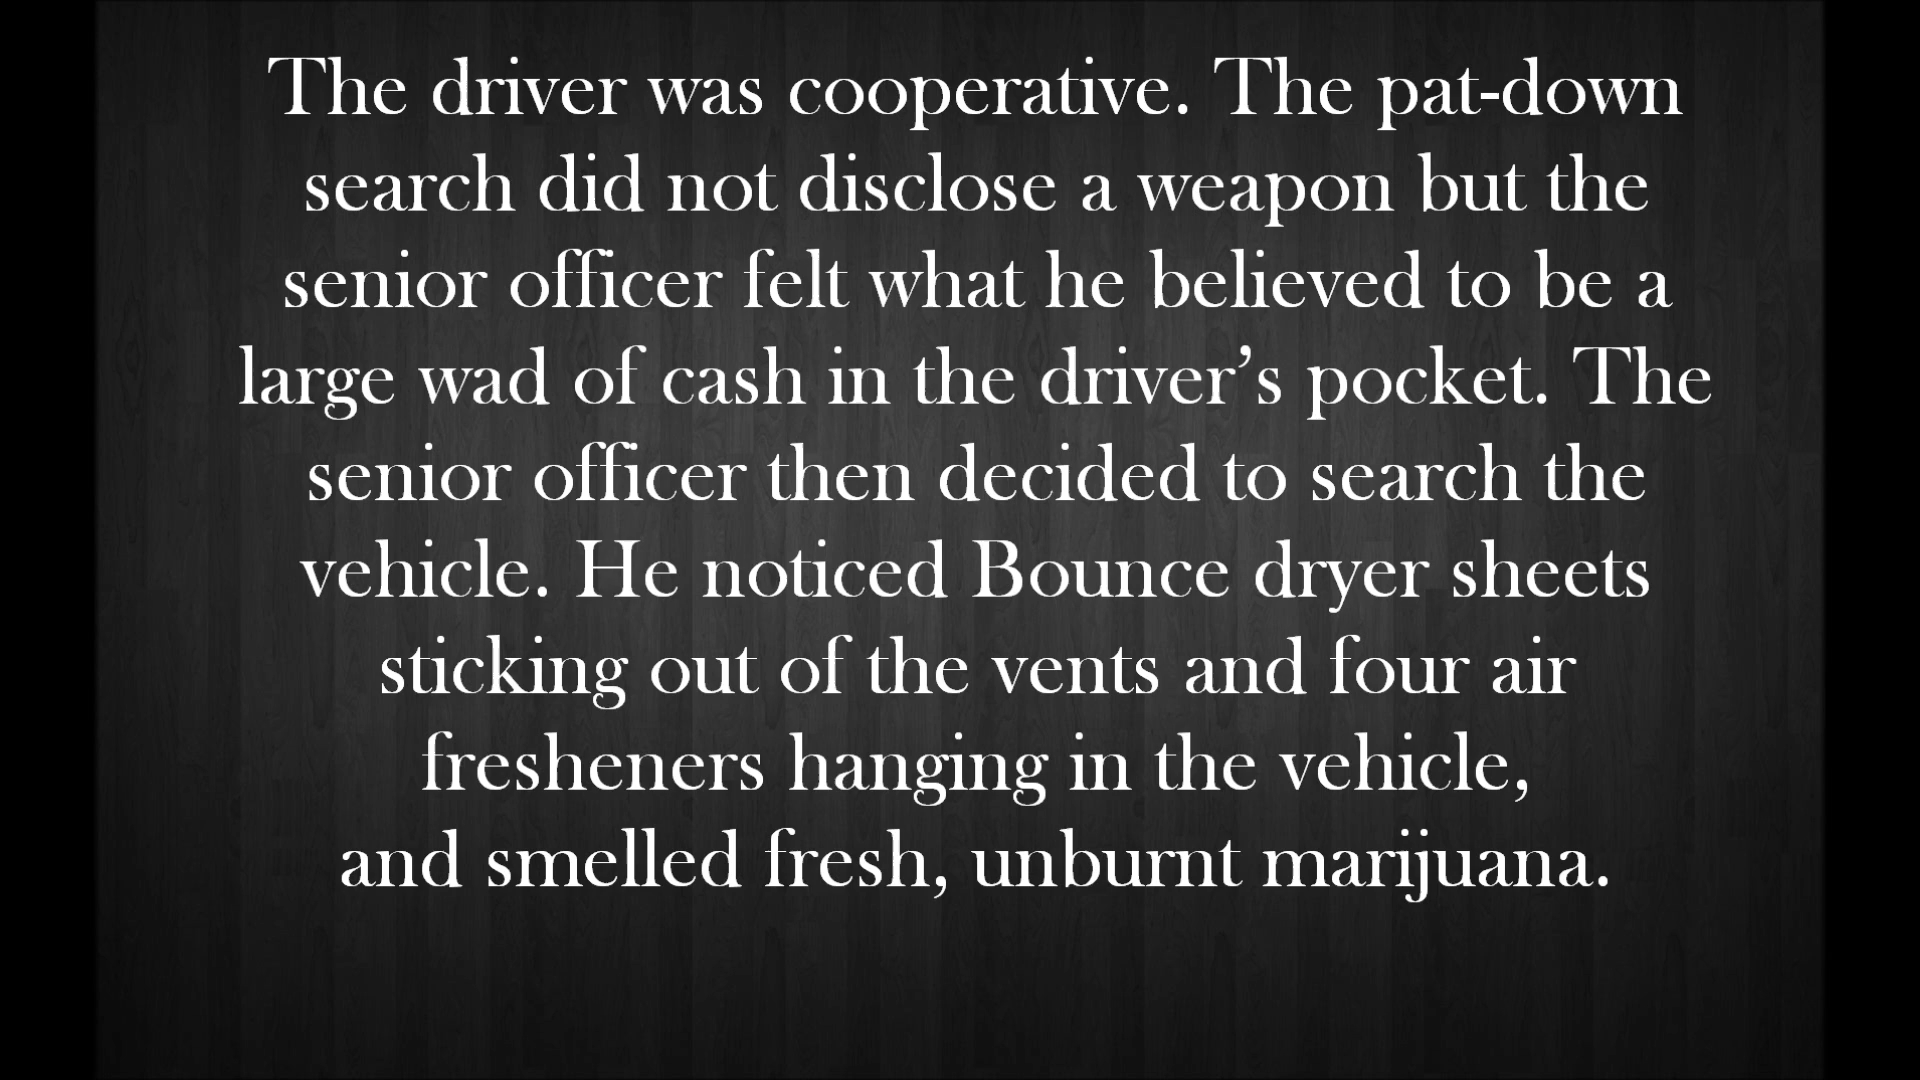 The driver was cooperative. The pat-down
search did not disclose a weapon but the
senior officer felt what he believed to be a
large wad of cash in the driver’s pocket. The
senior officer then decided to search the
vehicle. He noticed Bounce dryer sheets
sticking out of the vents and four air
fresheners hanging in the vehicle,
and smelled fresh, unburnt marijuana.